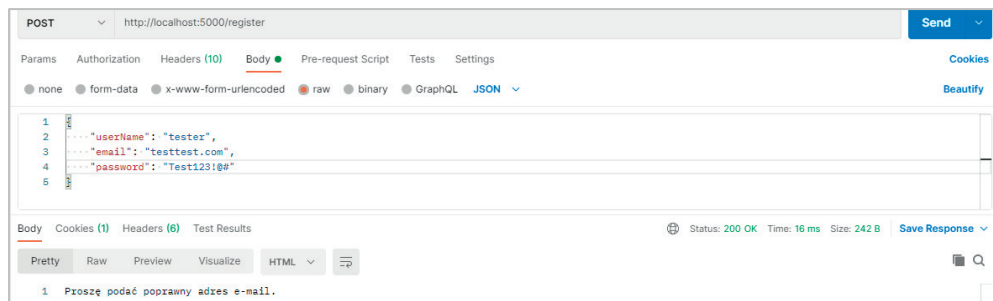 POST http://localhost:5000/register Send
Params Authorization Headers (10) Body Pre-request Script Tests Settings Cookies
none form-data x-www-form-urlencoded raw binary GraphQL JSON Beautify
1 {
2 "userName": "tester",
3 "email": "testtest.com",
4 "password": "Test123!@#"
5 }
Body Cookies (1) Headers (6) Test Results Status: 200 OK Time: 16 ms Size: 242 B Save Response
Pretty Raw Preview Visualize HTML
1 Proszę podać poprawny adres e-mail.